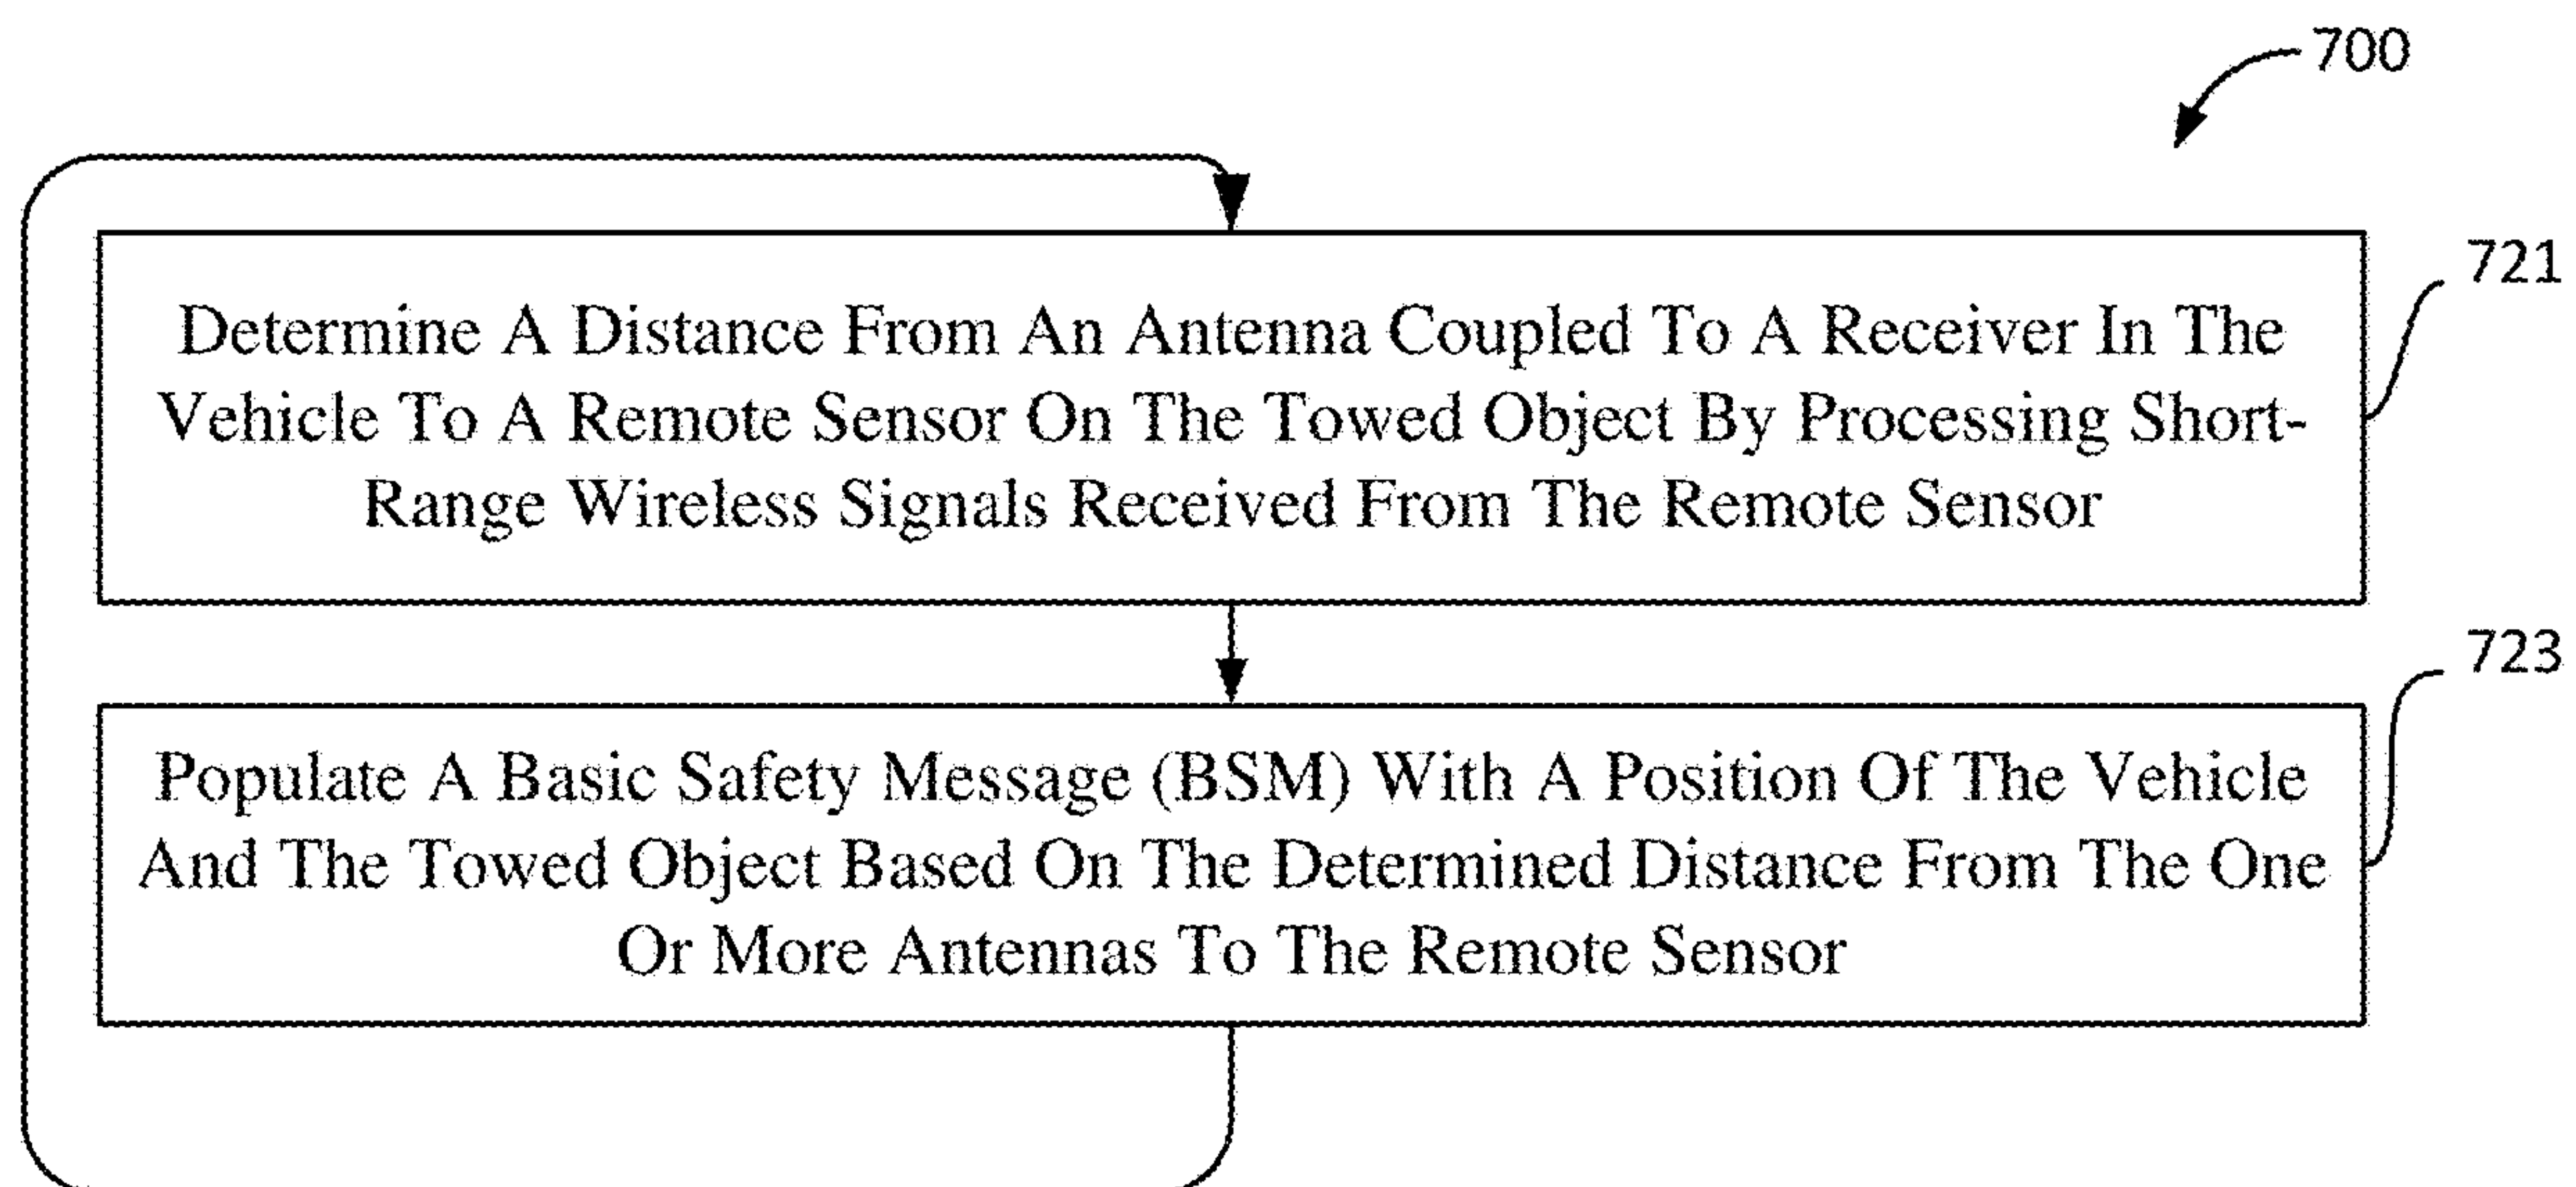 700
721
Determine A Distance From An Antenna Coupled To A Receiver In The
Vehicle To A Remote Sensor On The Towed Object By Processing Short-
Range Wireless Signals Received From The Remote Sensor
723
Populate A Basic Safety Message (BSM) With A Position Of The Vehicle
And The Towed Object Based On The Determined Distance From The One
Or More Antennas To The Remote Sensor